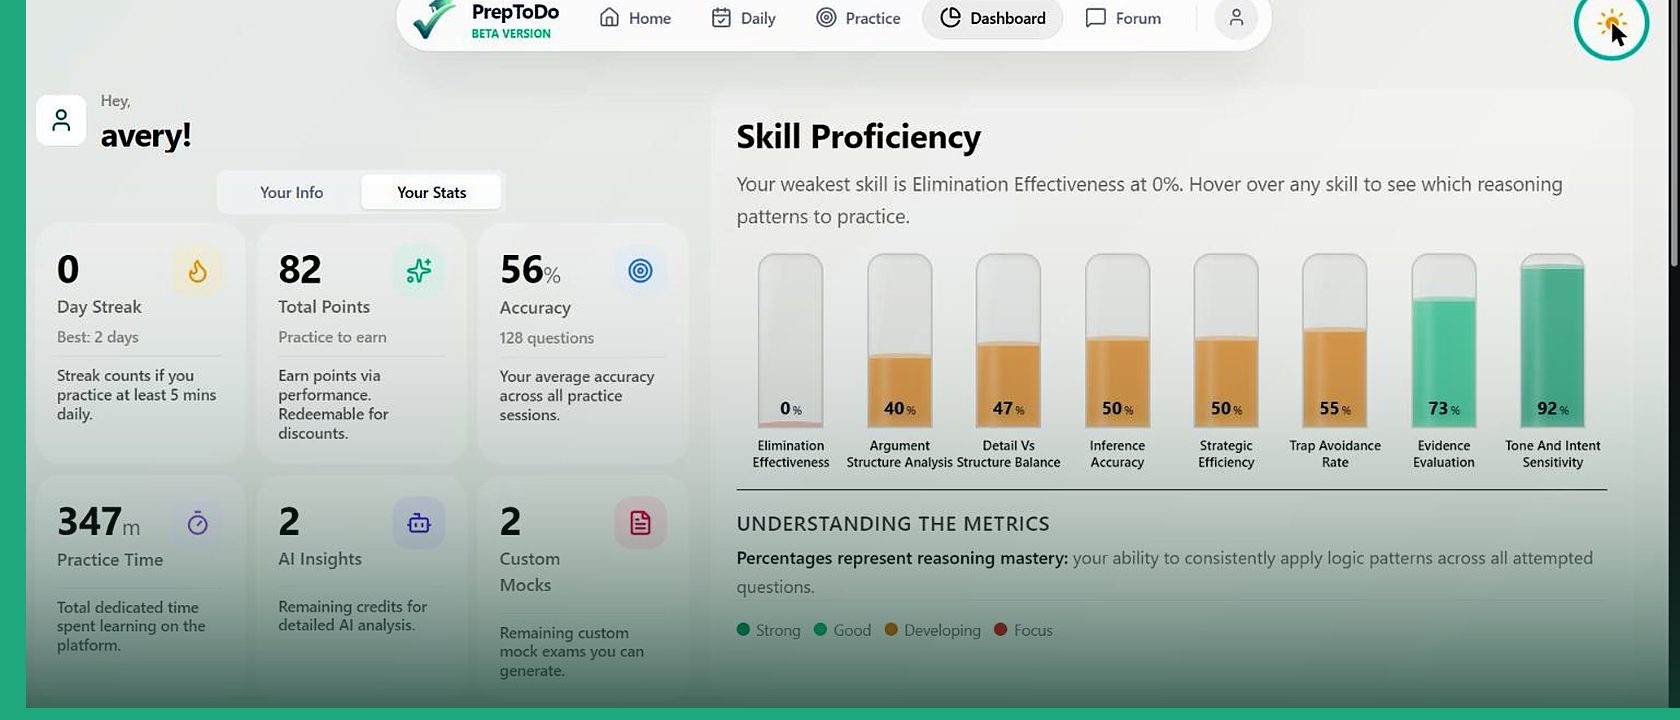 PrepToDo
BETA VERSION
Home
Daily
Practice
Dashboard
Forum
Hey,
avery!
Your Info
Your Stats
0
Day Streak
Best: 2 days
Streak counts if you
practice at least 5 mins
daily.
82
Total Points
Practice to earn
Earn points via
performance.
Redeemable for
discounts.
56%
Accuracy
128 questions
Your average accuracy
across all practice
sessions.
347m
Practice Time
Total dedicated time
spent learning on the
platform.
2
AI Insights
Remaining credits for
detailed AI analysis.
2
Custom
Mocks
Remaining custom
mock exams you can
generate.
Skill Proficiency
Your weakest skill is Elimination Effectiveness at 0%. Hover over any skill to see which reasoning
patterns to practice.
0%
Elimination
Effectiveness
40%
Argument
Structure Analysis
47%
Detail Vs
Structure Balance
50%
Inference
Accuracy
50%
Strategic
Efficiency
55%
Trap Avoidance
Rate
73%
Evidence
Evaluation
92%
Tone And Intent
Sensitivity
UNDERSTANDING THE METRICS
Percentages represent reasoning mastery: your ability to consistently apply logic patterns across all attempted
questions.
Strong
Good
Developing
Focus